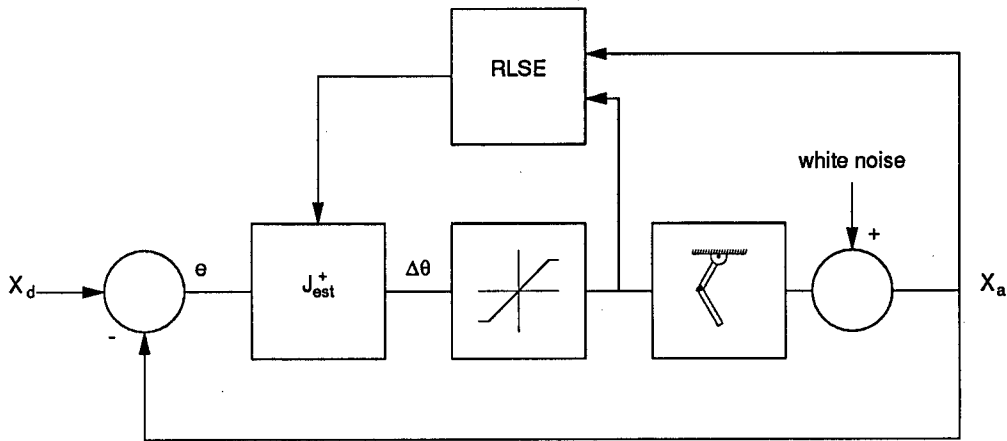 RLSE
white noise
+
X_d
e
J_est^+
Δθ
X_a
-